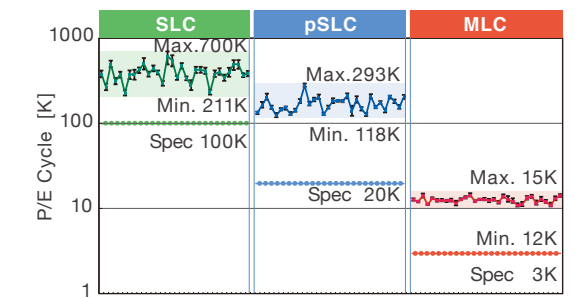 SLC pSLC MLC
1000
Max.700K
Max.293K
Min. 211K
100
Min. 118K
Spec 100K
Max. 15K
Spec 20K
10
Min. 12K
Spec 3K
1
P/E Cycle [K]